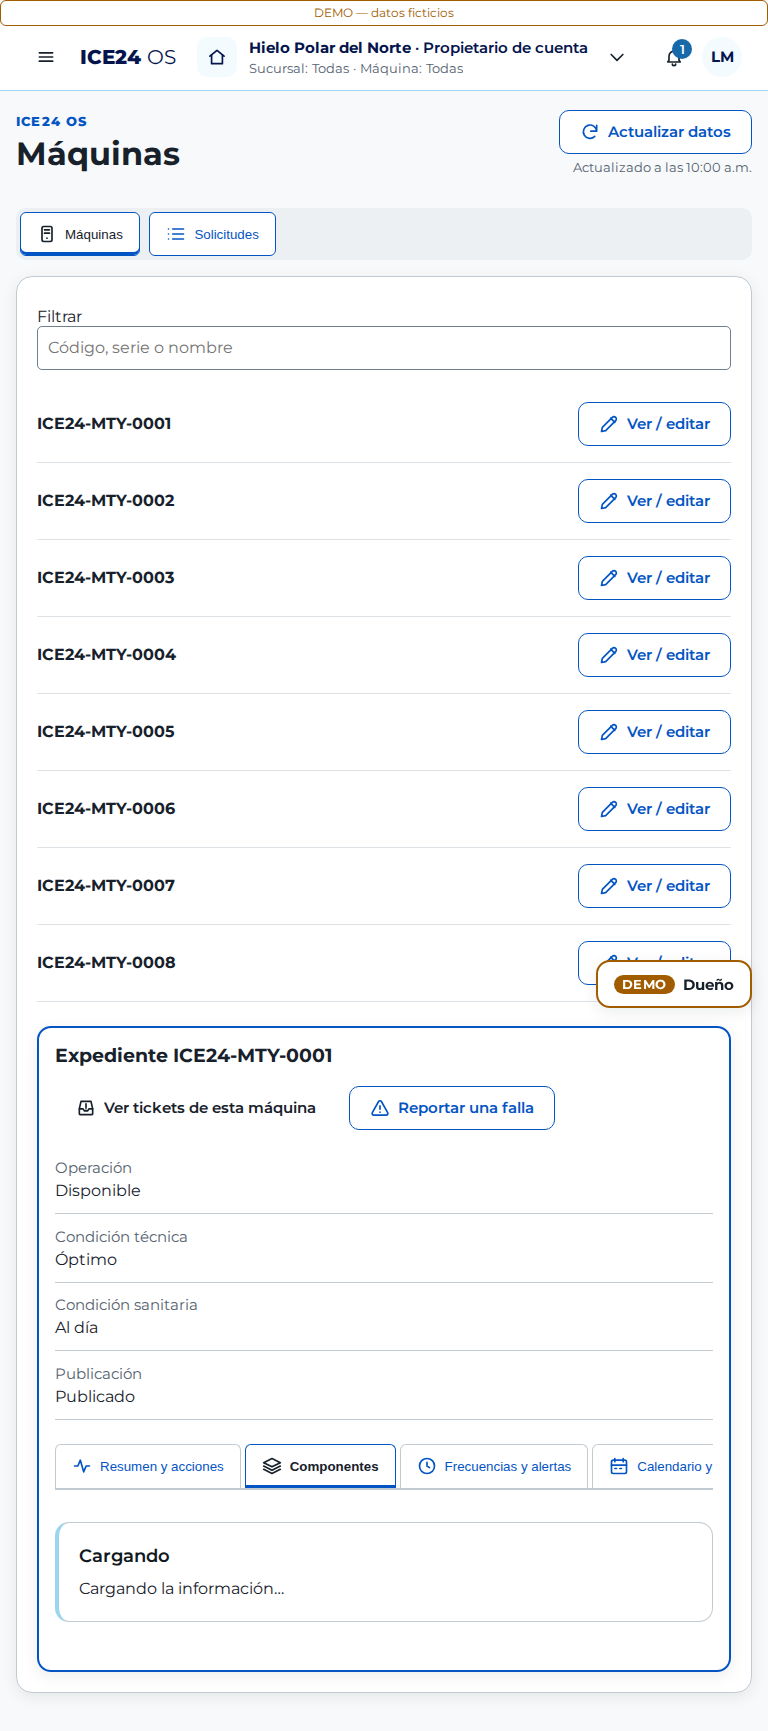 DEMO — datos ficticios
ICE24 OS
Hielo Polar del Norte · Propietario de cuenta
Sucursal: Todas · Máquina: Todas
1
LM
ICE24 OS
Máquinas
Actualizar datos
Actualizado a las 10:00 a.m.
Máquinas
Solicitudes
Filtrar
Código, serie o nombre
ICE24-MTY-0001
Ver / editar
ICE24-MTY-0002
Ver / editar
ICE24-MTY-0003
Ver / editar
ICE24-MTY-0004
Ver / editar
ICE24-MTY-0005
Ver / editar
ICE24-MTY-0006
Ver / editar
ICE24-MTY-0007
Ver / editar
ICE24-MTY-0008
DEMO Dueño
Expediente ICE24-MTY-0001
Ver tickets de esta máquina
Reportar una falla
Operación
Disponible
Condición técnica
Óptimo
Condición sanitaria
Al día
Publicación
Publicado
Resumen y acciones
Componentes
Frecuencias y alertas
Calendario y
Cargando
Cargando la información...